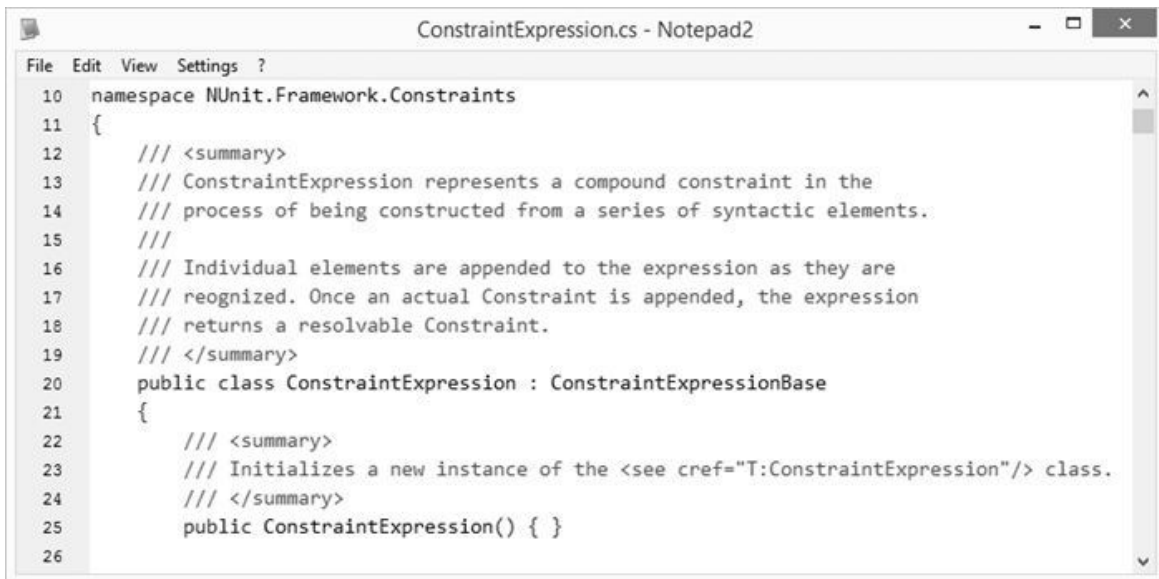 ConstraintExpression.cs - Notepad2
File Edit View Settings ?
10 namespace NUnit.Framework.Constraints
11 {
12 /// <summary>
13 /// ConstraintExpression represents a compound constraint in the
14 /// process of being constructed from a series of syntactic elements.
15 ///
16 /// Individual elements are appended to the expression as they are
17 /// reognized. Once an actual Constraint is appended, the expression
18 /// returns a resolvable Constraint.
19 /// </summary>
20 public class ConstraintExpression : ConstraintExpressionBase
21 {
22 /// <summary>
23 /// Initializes a new instance of the <see cref="T:ConstraintExpression"/> class.
24 /// </summary>
25 public ConstraintExpression() { }
26